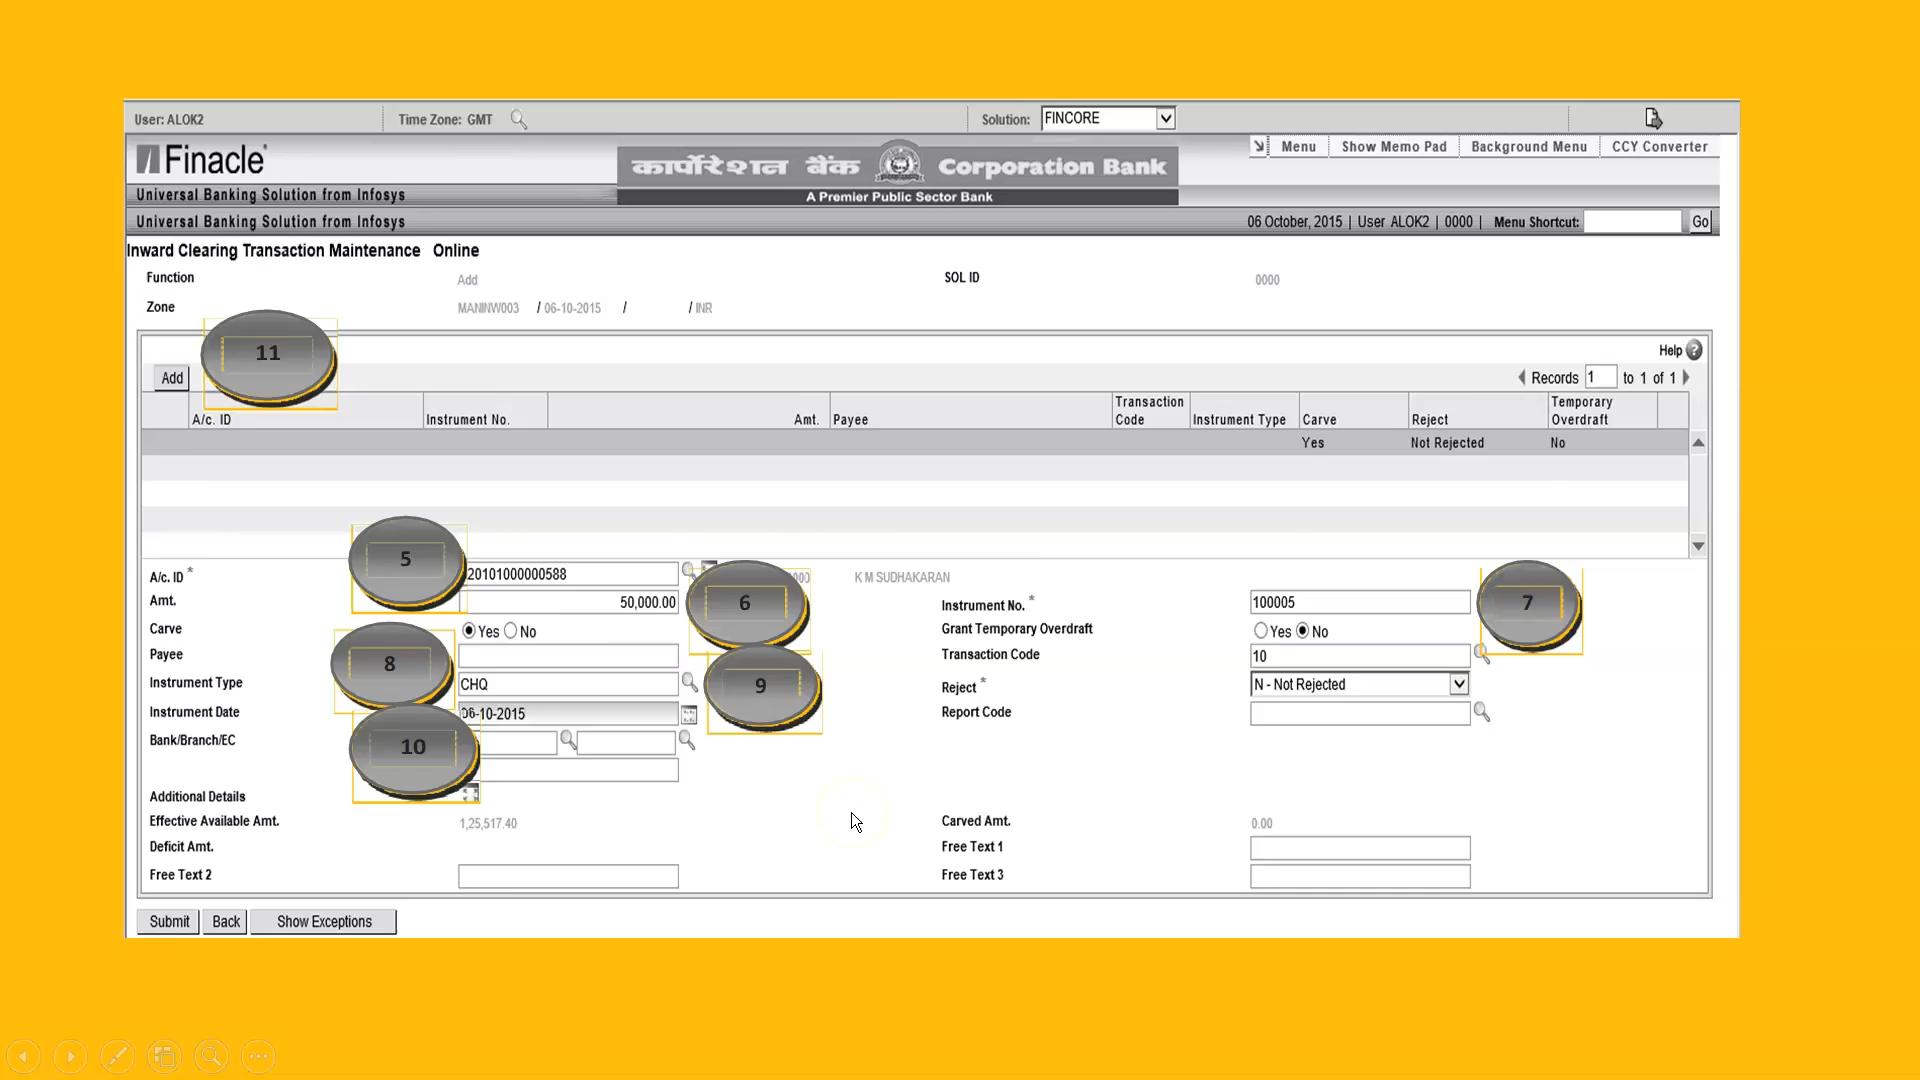 User: ALOK2
Time Zone: GMT
Solution: FINCORE
Finacle
कार्पोरेशन बैंक Corporation Bank
A Premier Public Sector Bank
Menu Show Memo Pad Background Menu CCY Converter
Universal Banking Solution from Infosys
Universal Banking Solution from Infosys
06 October, 2015 | User ALOK2 | 0000 | Menu Shortcut: Go
Inward Clearing Transaction Maintenance Online
Function Add SOL ID 0000
Zone MANINW003 / 06-10-2015 / / INR
11
Help ?
Add Records 1 to 1 of 1
A/c. ID Instrument No. Amt. Payee Transaction Code Instrument Type Carve Reject Temporary Overdraft
Yes Not Rejected No
5
A/c. ID * 20101000000588 K M SUDHAKARAN
Amt. 50,000.00 6 Instrument No. * 100005 7
Carve Yes No Grant Temporary Overdraft Yes No
Payee 8 Transaction Code 10
Instrument Type CHQ 9 Reject * N - Not Rejected
Instrument Date 06-10-2015 Report Code
Bank/Branch/EC 10
Additional Details
Effective Available Amt. 1,25,517.40 Carved Amt. 0.00
Deficit Amt. Free Text 1
Free Text 2 Free Text 3
Submit Back Show Exceptions